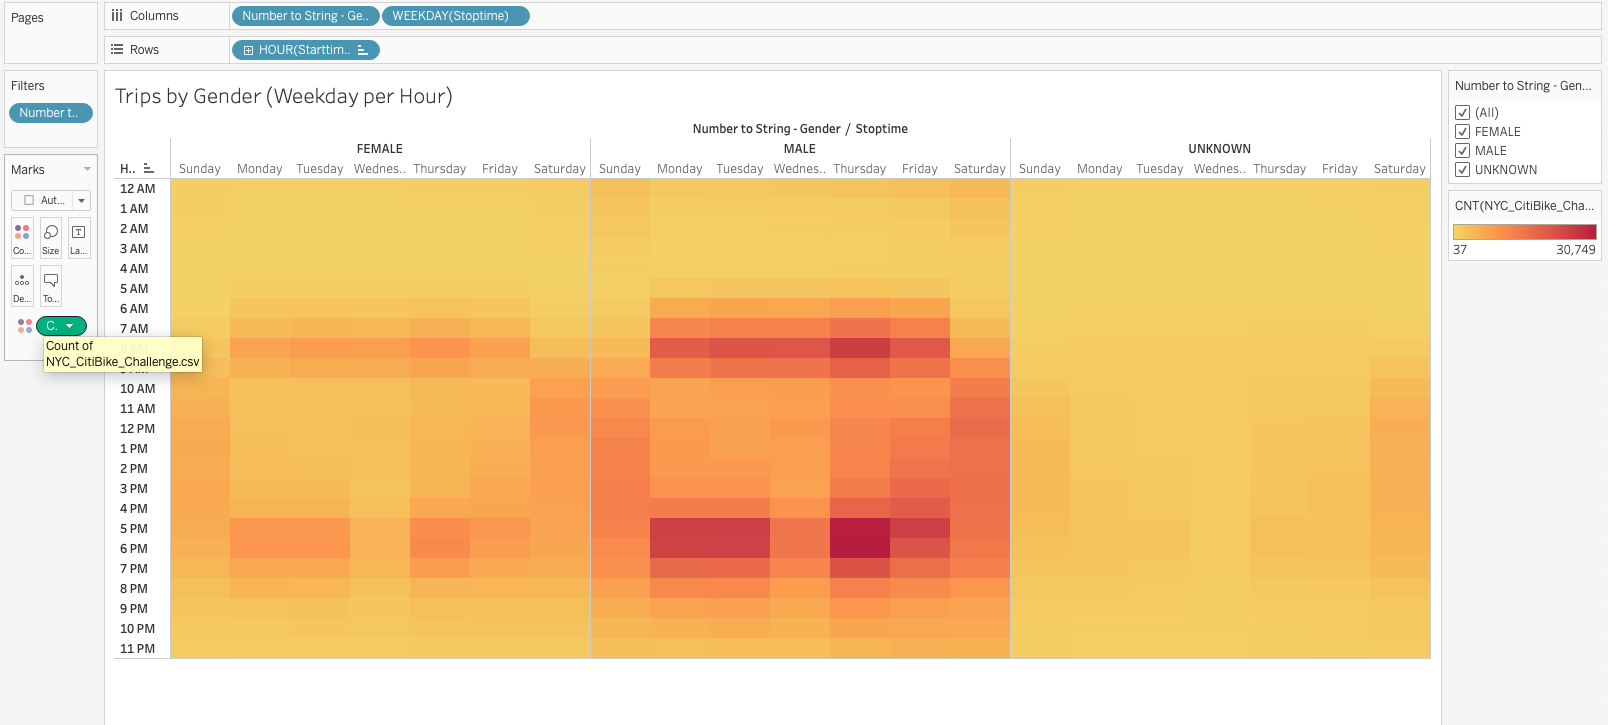 Pages
Columns
Number to String - Ge..
WEEKDAY(Stoptime)
Rows
HOUR(Starttim..
Filters
Number t..
Marks
Aut...
Co...
Size
La...
De...
To...
C.
Count of
NYC_CitiBike_Challenge.csv
Trips by Gender (Weekday per Hour)
Number to String - Gender / Stoptime
FEMALE MALE UNKNOWN
H.. Sunday Monday Tuesday Wednes.. Thursday Friday Saturday Sunday Monday Tuesday Wednes.. Thursday Friday Saturday Sunday Monday Tuesday Wednes.. Thursday Friday Saturday
12 AM
1 AM
2 AM
3 AM
4 AM
5 AM
6 AM
7 AM
10 AM
11 AM
12 PM
1 PM
2 PM
3 PM
4 PM
5 PM
6 PM
7 PM
8 PM
9 PM
10 PM
11 PM
Number to String - Gen...
(All)
FEMALE
MALE
UNKNOWN
CNT(NYC_CitiBike_Cha...
37 30,749